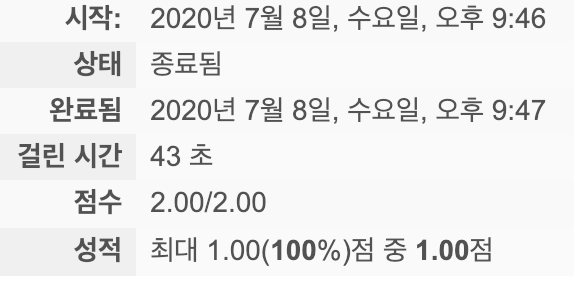 시작: 2020년 7월 8일, 수요일, 오후 9:46
상태 종료됨
완료됨 2020년 7월 8일, 수요일, 오후 9:47
걸린 시간 43 초
점수 2.00/2.00
성적 최대 1.00(100%)점 중 1.00점